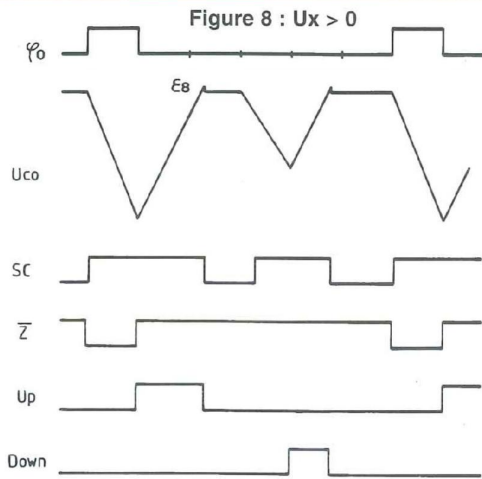 Figure 8 : Ux > 0
φ0
ε8
Uco
SC
Z̅
Up
Down